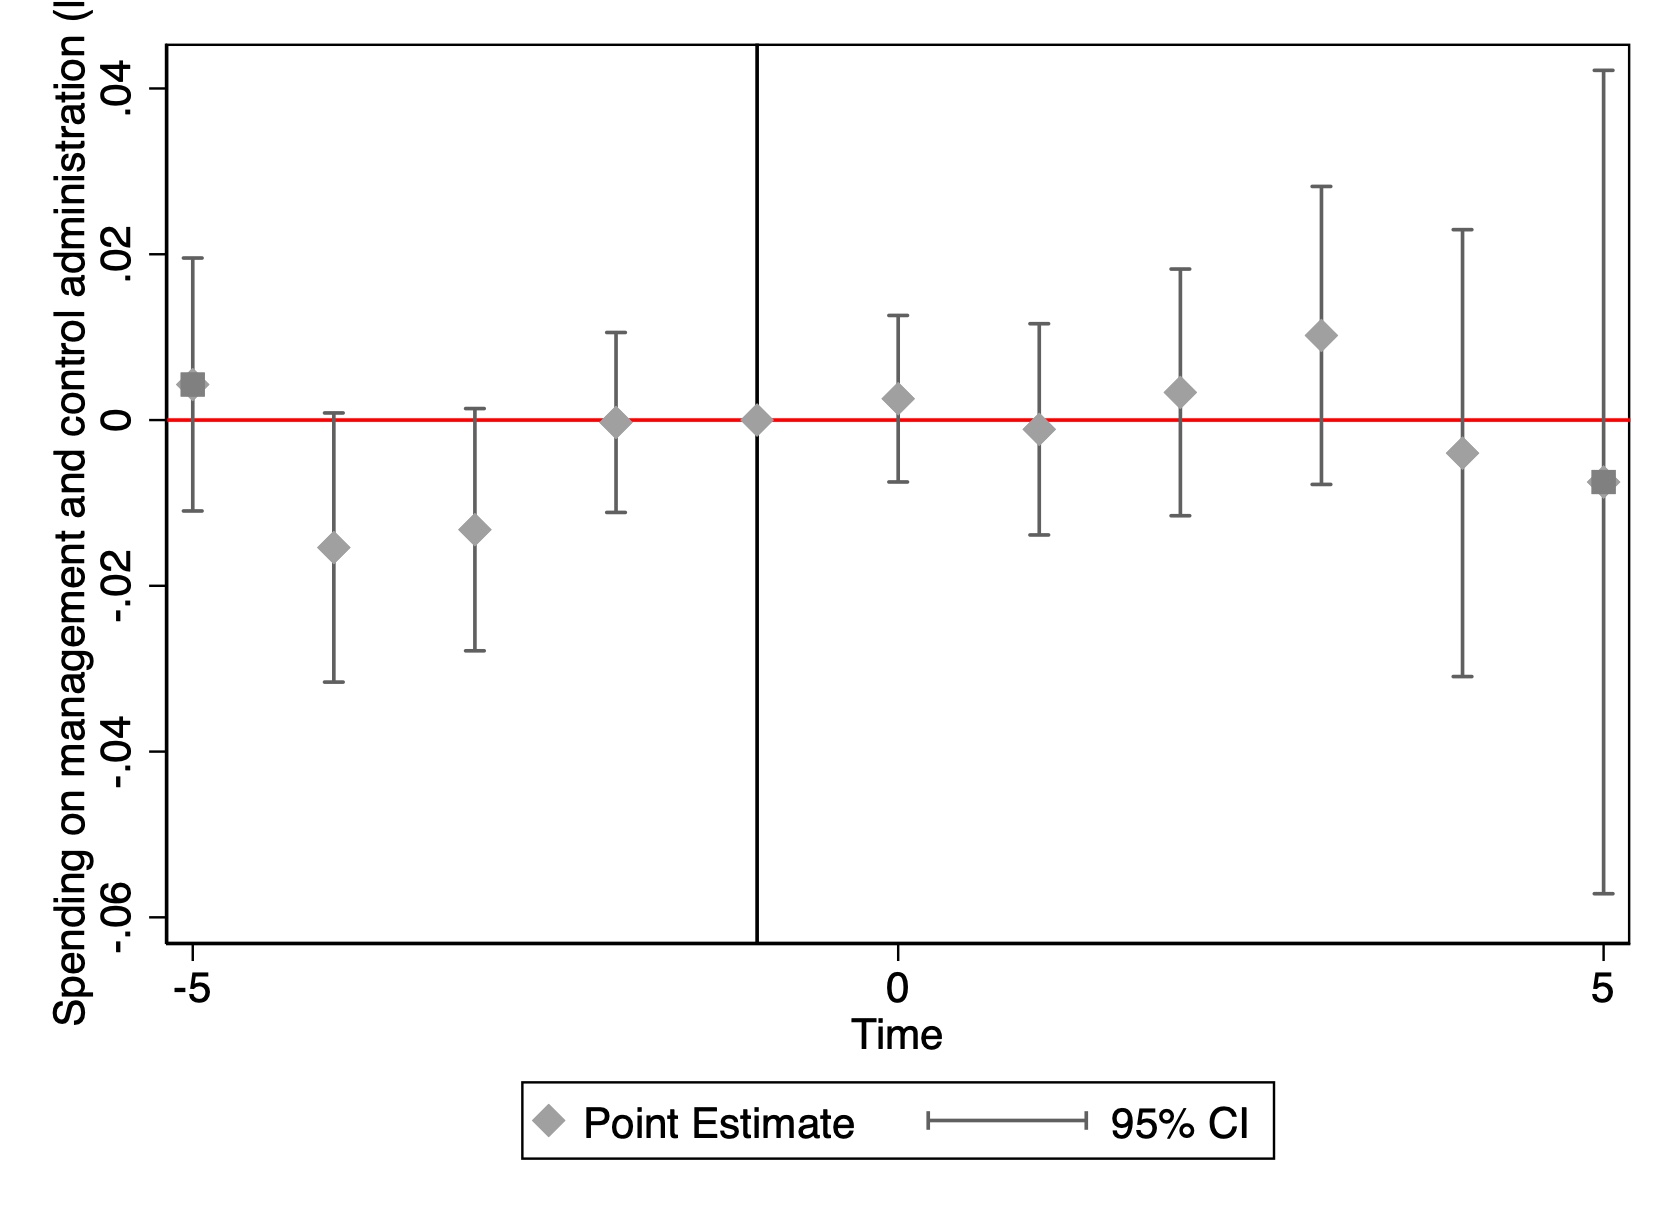 Spending on management and control administration (
.04
.02
0
-.02
-.04
-.06
-5
0
5
Time
Point Estimate
95% CI